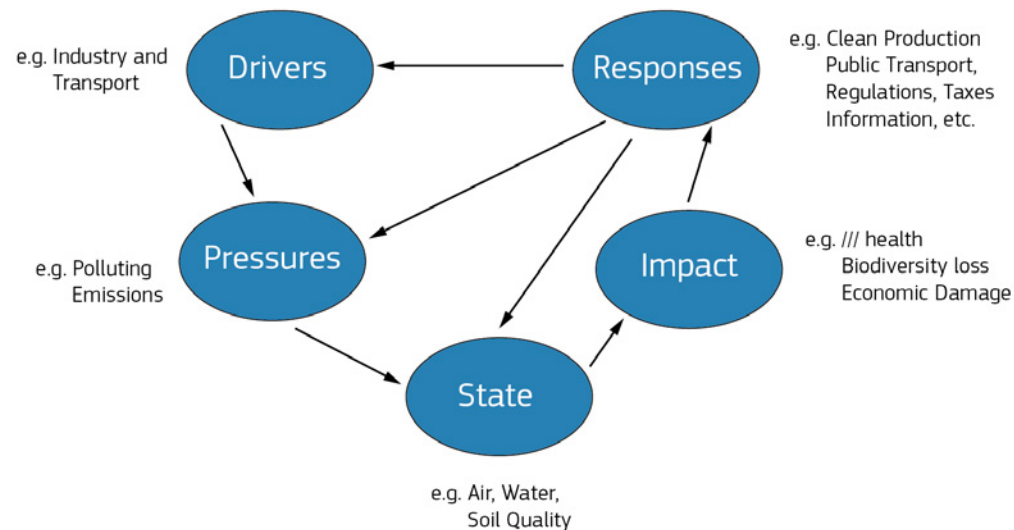 e.g. Industry and
Transport
Drivers
Responses
e.g. Clean Production
Public Transport,
Regulations, Taxes
Information, etc.
e.g. Polluting
Emissions
Pressures
Impact
e.g. /// health
Biodiversity loss
Economic Damage
State
e.g. Air, Water,
Soil Quality